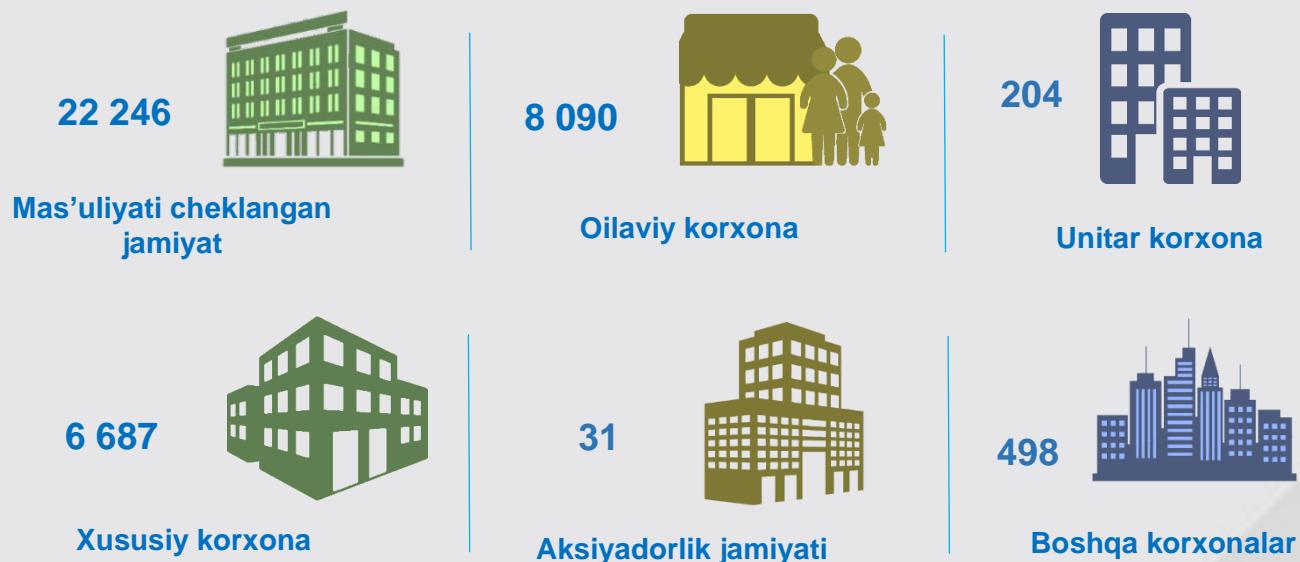 22 246
Mas’uliyati cheklangan
jamiyat
8 090
Oilaviy korxona
204
Unitar korxona
6 687
Xususiy korxona
31
Aksiyadorlik jamiyati
498
Boshqa korxonalar